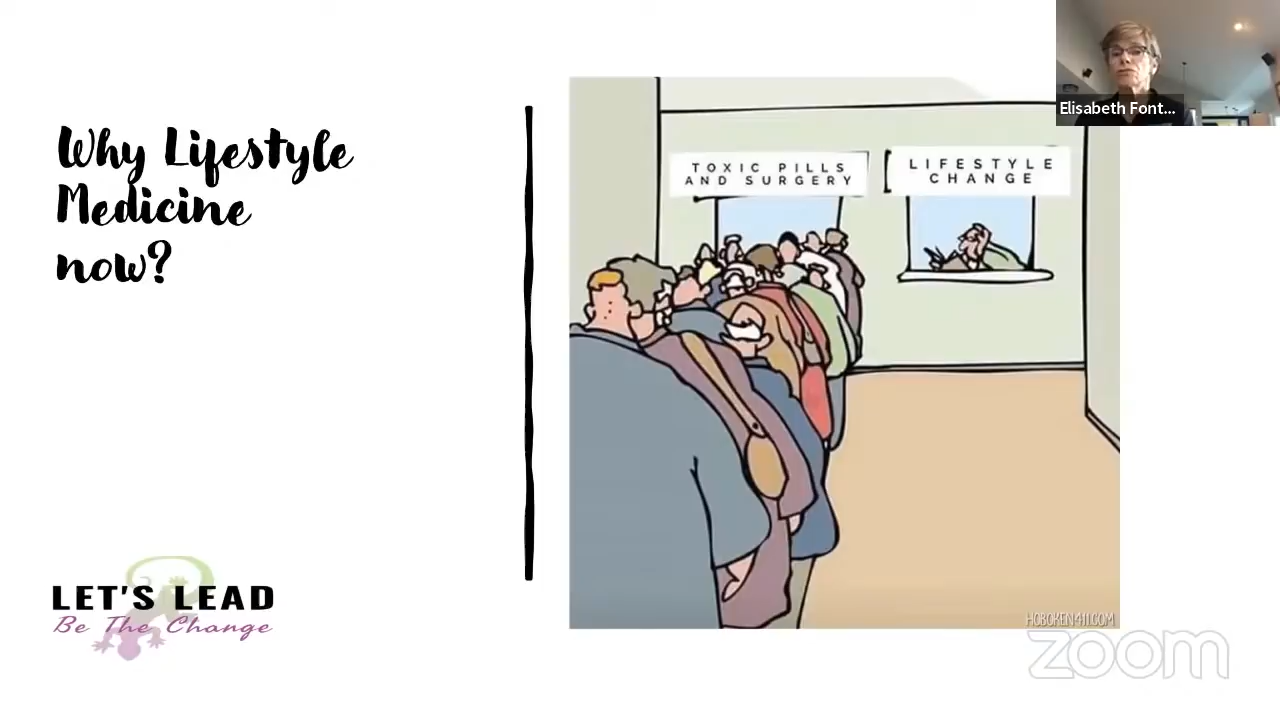 Why Lifestyle
Medicine
now?
TOXIC PILLS
AND SURGERY
LIFESTYLE
CHANGE
Elisabeth Font...
LET'S LEAD
Be The Change
HOBOKEN411.COM
zoom